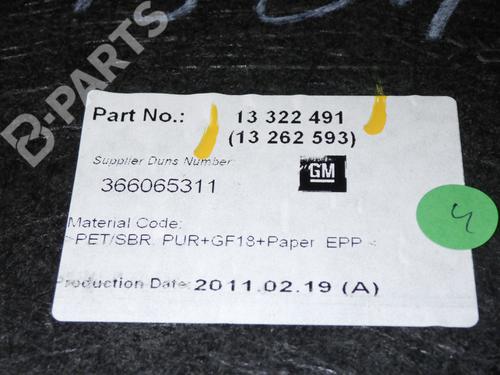 B-PARTS
Part No.: 13 322 491
(13 262 593)
Supplier Duns Number:
366065311
GM
Material Code:
>PET/SBR PUR+GF18+Paper EPP <
Production Date: 2011.02.19 (A)
4